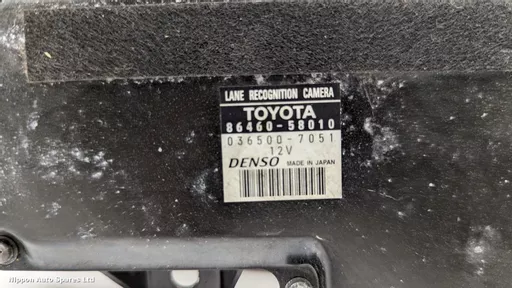 LANE RECOGNITION CAMERA
TOYOTA
86460-58010
036500-7051
12V
DENSO MADE IN JAPAN
Nippon Auto Spares Ltd